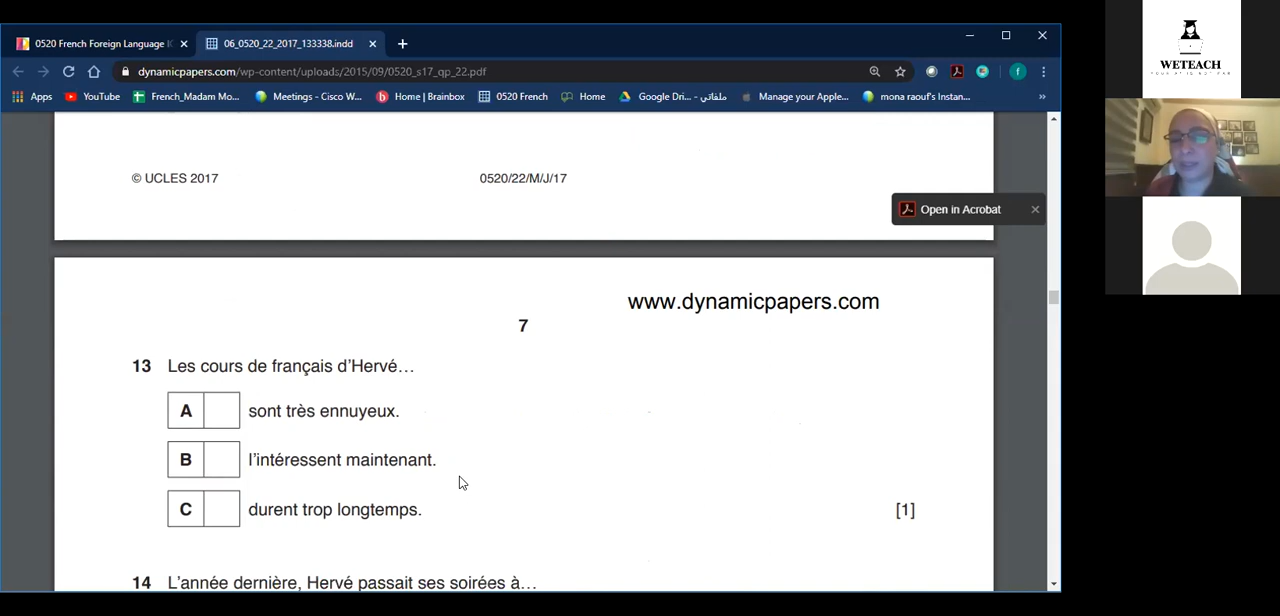 0520 French Foreign Language I
06_0520_22_2017_133338.indd
dynamicpapers.com/wp-content/uploads/2015/09/0520_s17_qp_22.pdf
Apps
YouTube
French_Madam Mo...
Meetings - Cisco W...
Home | Brainbox
0520 French
Home
Google Dri... - ملفاتي
Manage your Apple...
mona raouf's Instan...
»
© UCLES 2017
0520/22/M/J/17
Open in Acrobat
www.dynamicpapers.com
7
13 Les cours de français d'Hervé…
A sont très ennuyeux.
B l'intéressent maintenant.
C durent trop longtemps.
[1]
14 L'année dernière, Hervé passait ses soirées à…
WETEACH